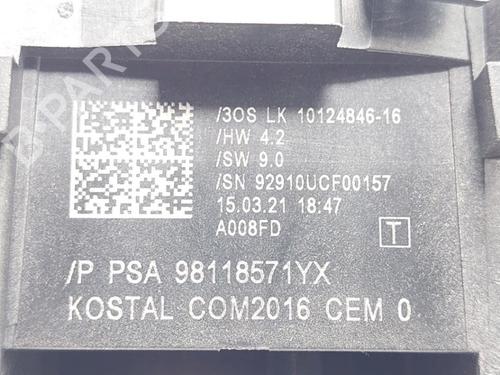 /3OS LK 10124846-16
/HW 4.2
/SW 9.0
/SN 92910UCF00157
15.03.21 18:47
A008FD
T
/P PSA 98118571YX
KOSTAL COM2016 CEM 0